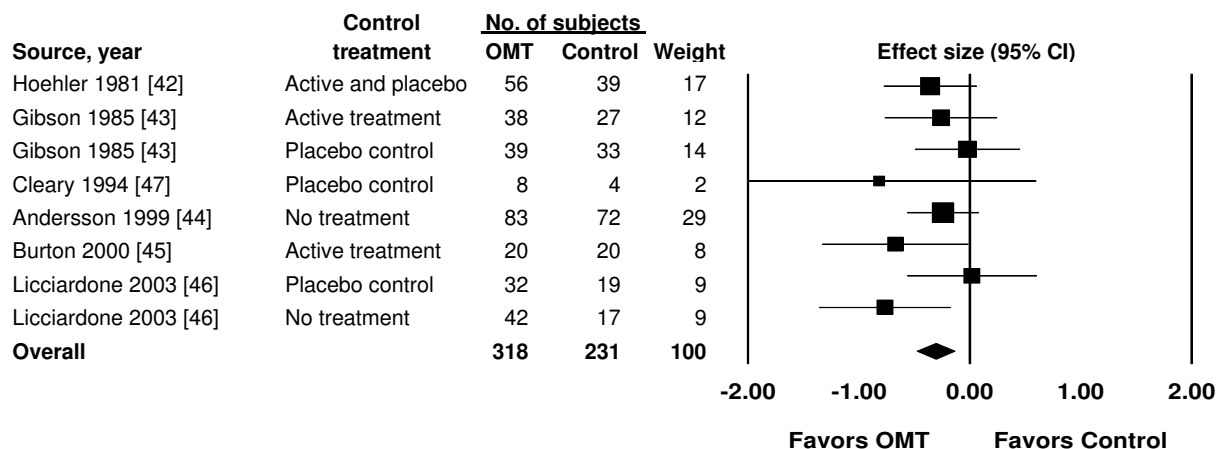 Control No. of subjects
Source, year treatment OMT Control Weight Effect size (95% CI)
Hoehler 1981 [42] Active and placebo 56 39 17
Gibson 1985 [43] Active treatment 38 27 12
Gibson 1985 [43] Placebo control 39 33 14
Cleary 1994 [47] Placebo control 8 4 2
Andersson 1999 [44] No treatment 83 72 29
Burton 2000 [45] Active treatment 20 20 8
Licciardone 2003 [46] Placebo control 32 19 9
Licciardone 2003 [46] No treatment 42 17 9
Overall 318 231 100
-2.00 -1.00 0.00 1.00 2.00
Favors OMT Favors Control